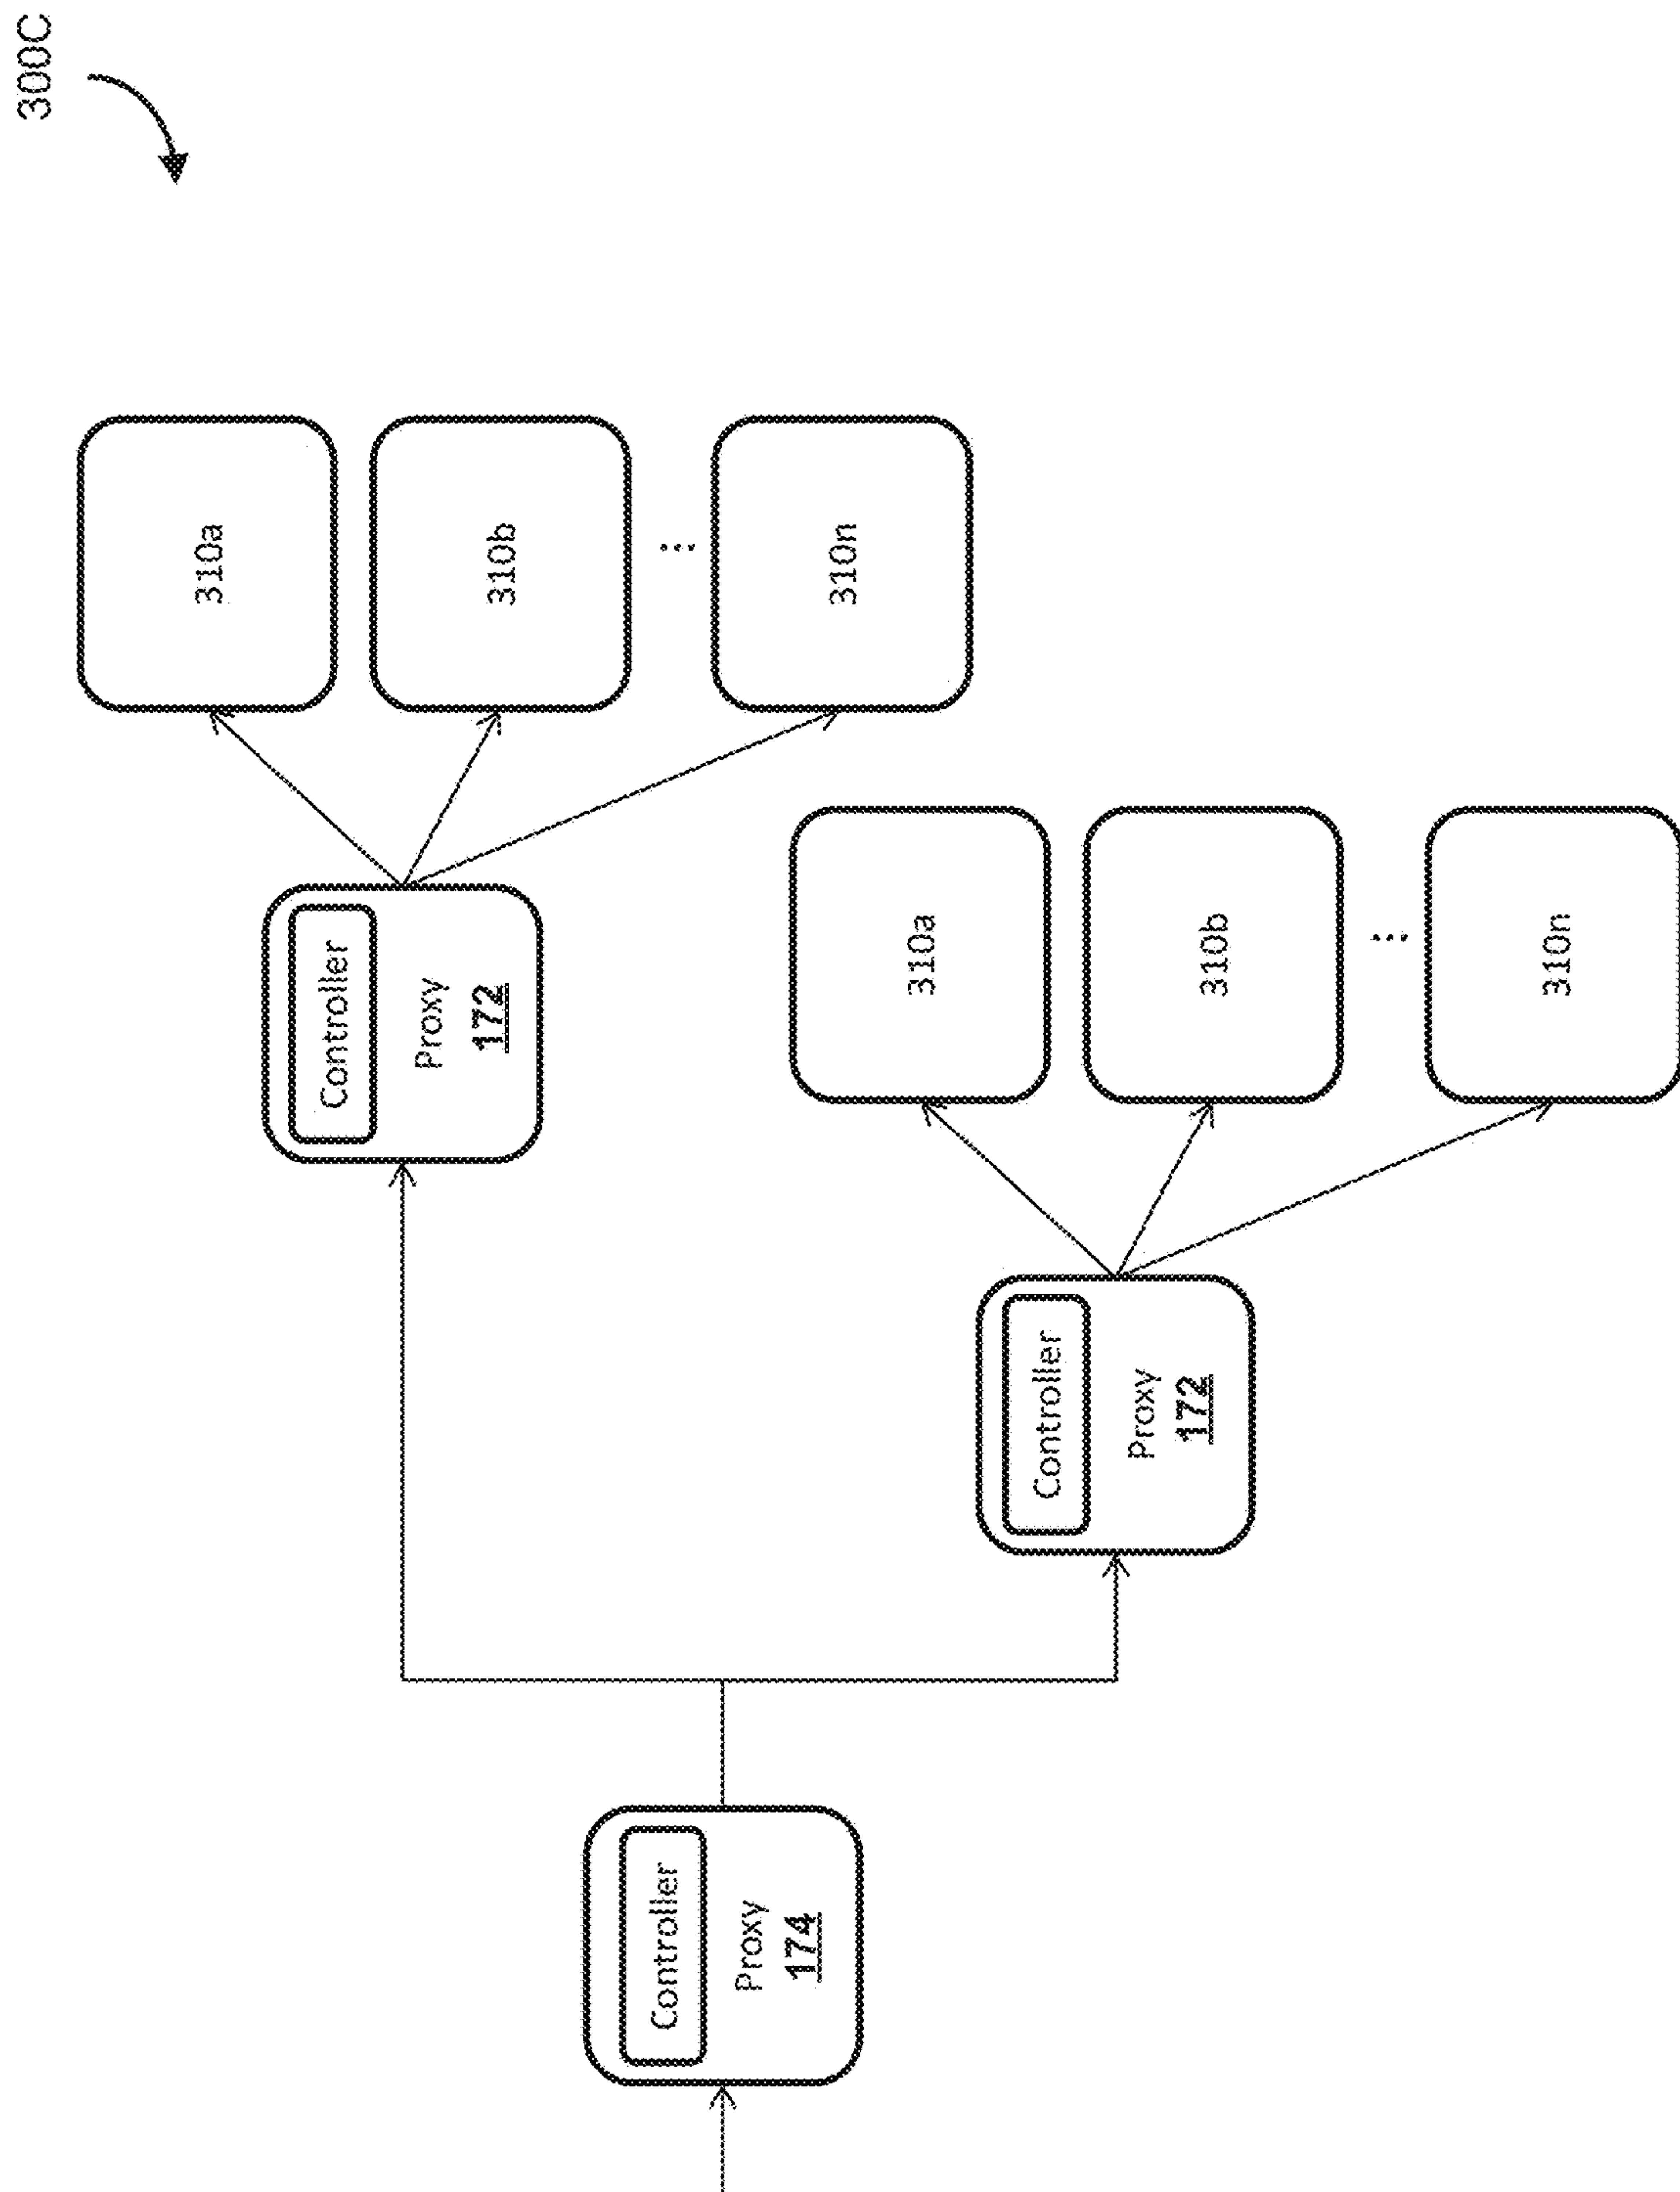 300C
310a
310b
⋮
310n
Controller
Proxy
172
310a
310b
⋮
310n
Controller
Proxy
172
Controller
Proxy
174